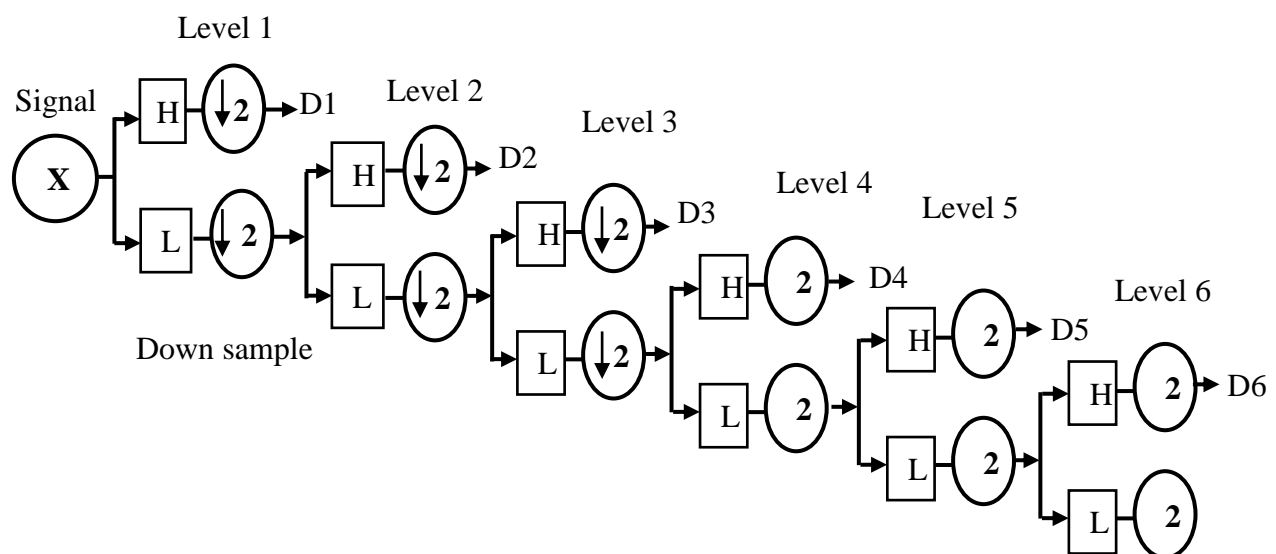 Level 1
Signal
H ↓2 D1
Level 2
X
H ↓2 D2
Level 3
L ↓2
H ↓2 D3
Level 4
L ↓2
Level 5
H 2 D4
Down sample
L ↓2
Level 6
H 2 D5
L 2
H 2 D6
L 2
L 2